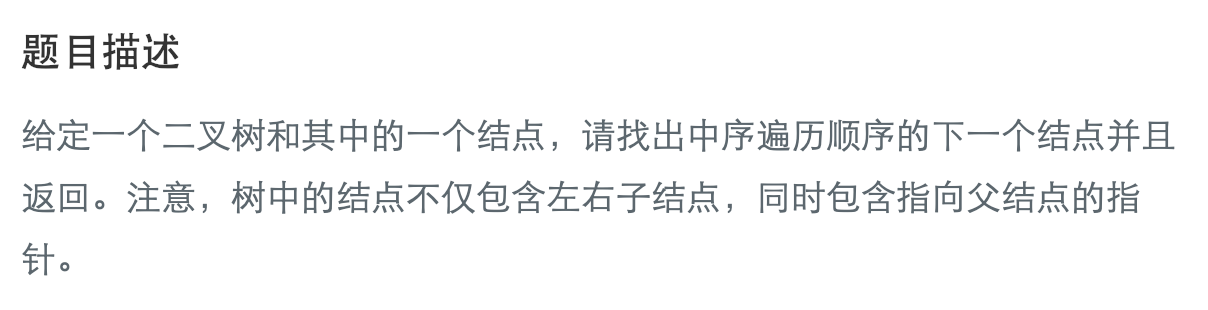 题目描述
给定一个二叉树和其中的一个结点，请找出中序遍历顺序的下一个结点并且
返回。注意，树中的结点不仅包含左右子结点，同时包含指向父结点的指
针。